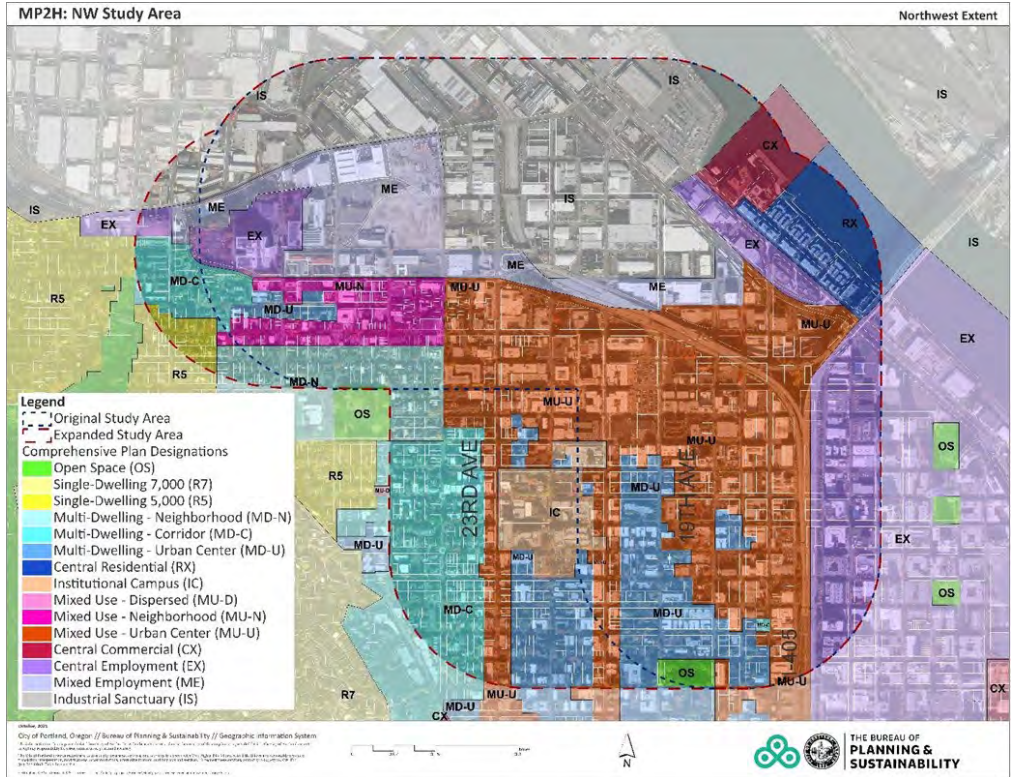 MP2H: NW Study Area
Northwest Extent
IS
IS
IS
CX
ME
IS
IS
ME
RX
IS
EX
EX
EX
ME
MD-C
MU-N
MU-U
ME
R5
MD-U
MU-U
EX
R5
MD-N
MU-U
OS
MU-U
OS
R5
23RD AVE
MD-U
19TH AVE
IC
OS
EX
MD-U
MD-U
OS
MD-C
MD-U
I-405
OS
MU-U
R7
MD-U
MU-U
CX
CX
Legend
Original Study Area
Expanded Study Area
Comprehensive Plan Designations
Open Space (OS)
Single-Dwelling 7,000 (R7)
Single-Dwelling 5,000 (R5)
Multi-Dwelling - Neighborhood (MD-N)
Multi-Dwelling - Corridor (MD-C)
Multi-Dwelling - Urban Center (MD-U)
Central Residential (RX)
Institutional Campus (IC)
Mixed Use - Dispersed (MU-D)
Mixed Use - Neighborhood (MU-N)
Mixed Use - Urban Center (MU-U)
Central Commercial (CX)
Central Employment (EX)
Mixed Employment (ME)
Industrial Sanctuary (IS)
City of Portland, Oregon // Bureau of Planning & Sustainability // Geographic Information System
N
THE BUREAU OF
PLANNING &
SUSTAINABILITY